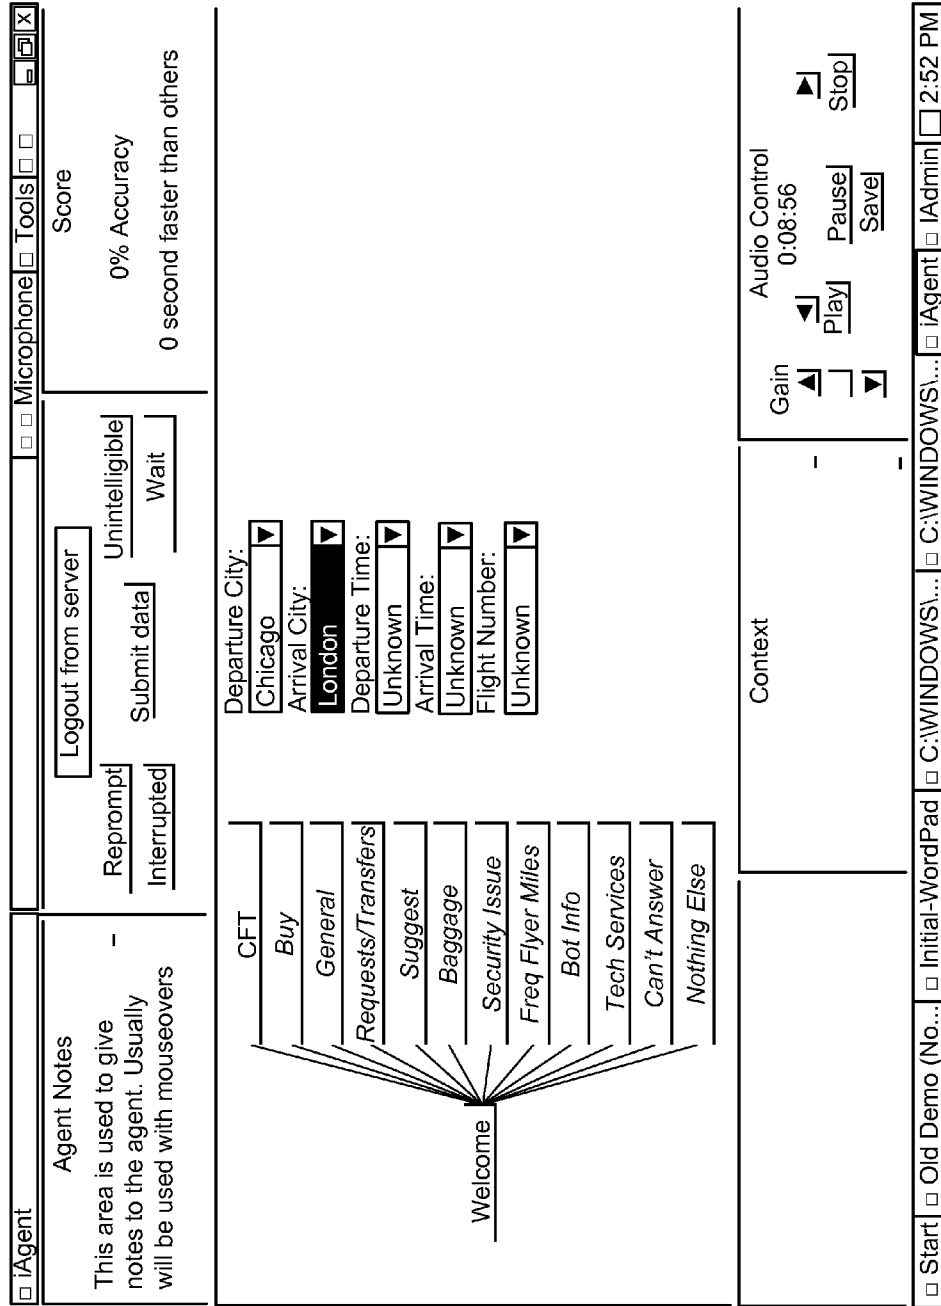 iAgent
Microphone
Tools
Agent Notes
This area is used to give
notes to the agent. Usually
will be used with mouseovers
Logout from server
Reprompt
Interrupted
Submit data
Unintelligible
Wait
Score
0% Accuracy
0 second faster than others
Welcome
CFT
Buy
General
Requests/Transfers
Suggest
Baggage
Security Issue
Freq Flyer Miles
Bot Info
Tech Services
Can't Answer
Nothing Else
Departure City:
Chicago
Arrival City:
London
Departure Time:
Unknown
Arrival Time:
Unknown
Flight Number:
Unknown
Context
Gain
Audio Control
0:08:56
Play
Pause
Stop
Save
Start
Old Demo (No...
Initial-WordPad
C:\WINDOWS\...
C:\WINDOWS\...
iAgent
IAdmin
2:52 PM